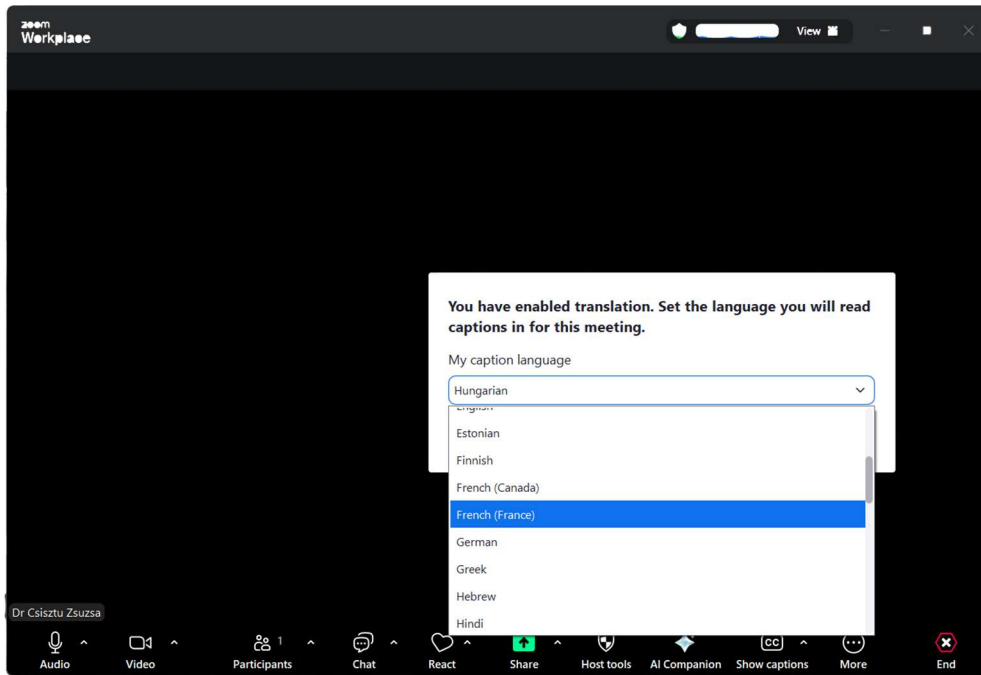 zoom
Workplace
View
You have enabled translation. Set the language you will read
captions in for this meeting.
My caption language
Hungarian
English
Estonian
Finnish
French (Canada)
French (France)
German
Greek
Hebrew
Hindi
Dr Csisztu Zsuzsa
1
CC
Audio Video Participants Chat React Share Host tools AI Companion Show captions More End